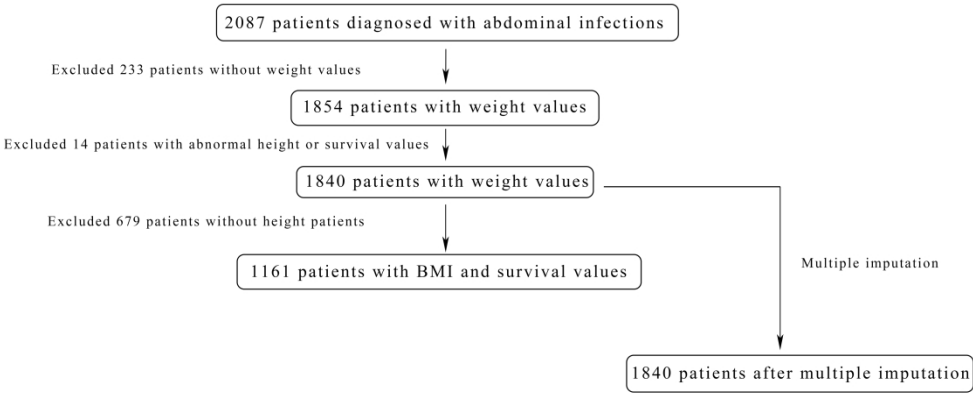 2087 patients diagnosed with abdominal infections
Excluded 233 patients without weight values
1854 patients with weight values
Excluded 14 patients with abnormal height or survival values
1840 patients with weight values
Excluded 679 patients without height patients
1161 patients with BMI and survival values
Multiple imputation
1840 patients after multiple imputation